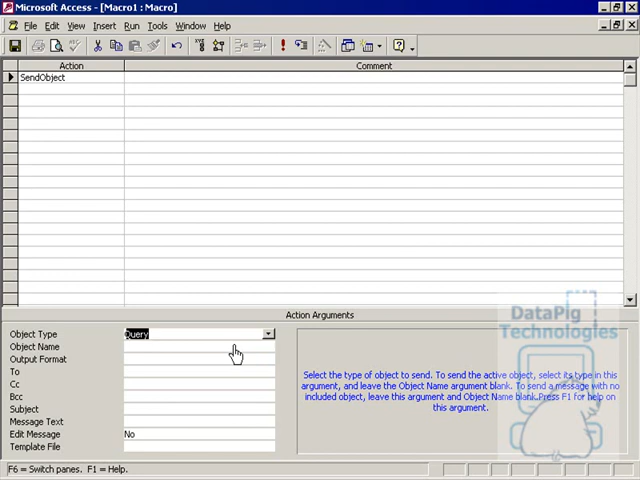 Microsoft Access - [Macro1 : Macro]
File Edit View Insert Run Tools Window Help
Action Comment
SendObject
Action Arguments
Object Type Query
Object Name
Output Format
To
Cc
Bcc
Subject
Message Text
Edit Message No
Template File
Select the type of object to send. To send the active object, select its type in this
argument, and leave the Object Name argument blank. To send a message with no
included object, leave this argument and Object Name blank.Press F1 for help on
this argument.
DataPig
Technologies
F6 = Switch panes. F1 = Help.